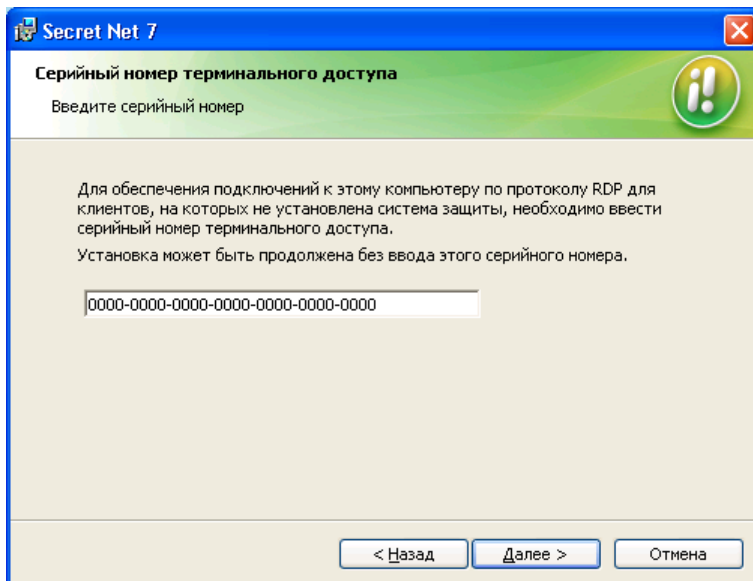 Secret Net 7
Серийный номер терминального доступа
Введите серийный номер
Для обеспечения подключений к этому компьютеру по протоколу RDP для
клиентов, на которых не установлена система защиты, необходимо ввести
серийный номер терминального доступа.
Установка может быть продолжена без ввода этого серийного номера.
0000-0000-0000-0000-0000-0000-0000
< Назад
Далее >
Отмена